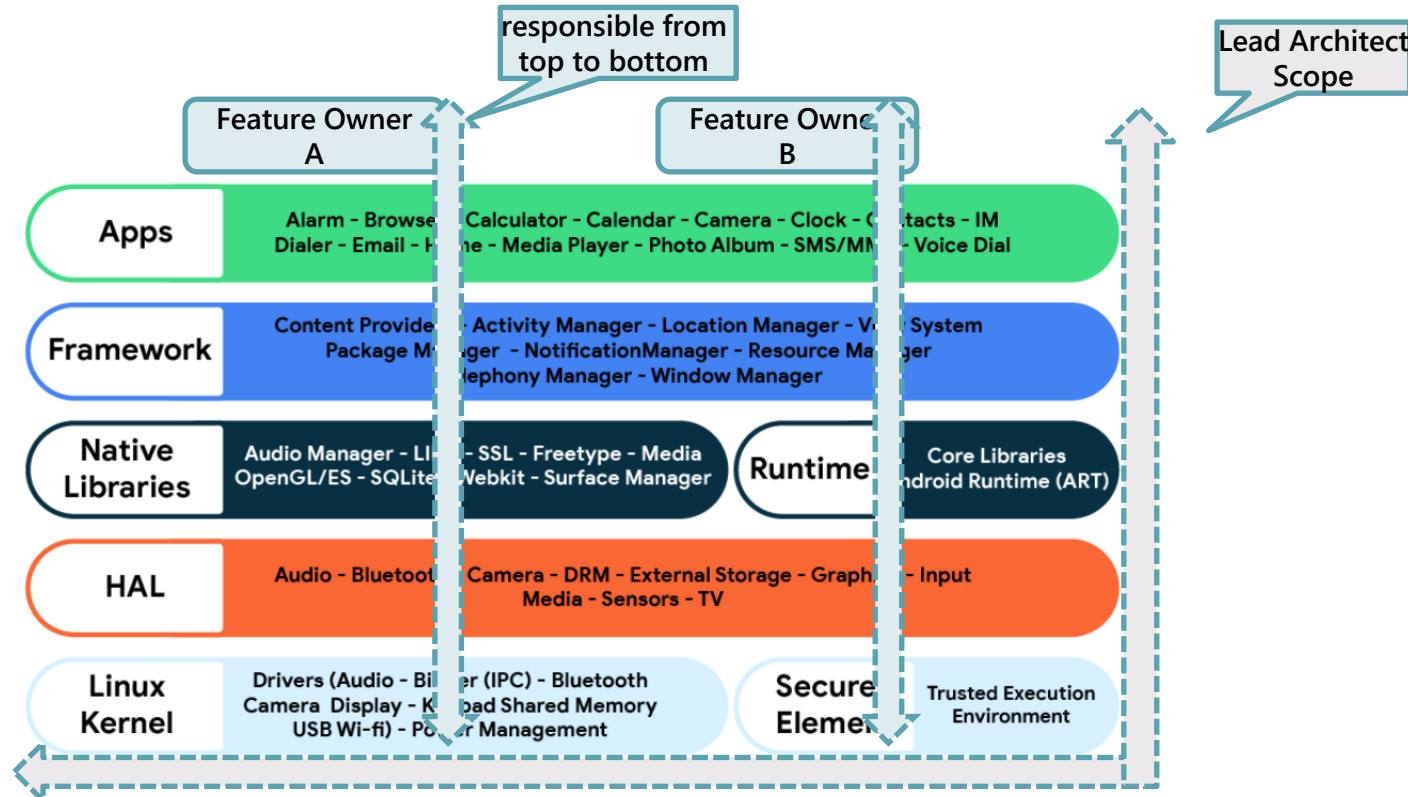 responsible from
top to bottom
Lead Architect
Scope
Feature Owner
A
Feature Owne
B
Apps
Alarm - Browse Calculator - Calendar - Camera - Clock - C tacts - IM
Dialer - Email - H me - Media Player - Photo Album - SMS/MM - Voice Dial
Framework
Content Provide - Activity Manager - Location Manager - V System
Package M ger - NotificationManager - Resource Ma ger
lephony Manager - Window Manager
Native
Libraries
Audio Manager - LI - SSL - Freetype - Media
OpenGL/ES - SQLite Webkit - Surface Manager
Runtime
Core Libraries
ndroid Runtime (ART)
HAL
Audio - Bluetoot Camera - DRM - External Storage - Graph - Input
Media - Sensors - TV
Linux
Kernel
Drivers (Audio - Bi er (IPC) - Bluetooth
Camera Display - K pad Shared Memory
USB Wi-fi) - Po r Management
Secure
Elemen
Trusted Execution
Environment